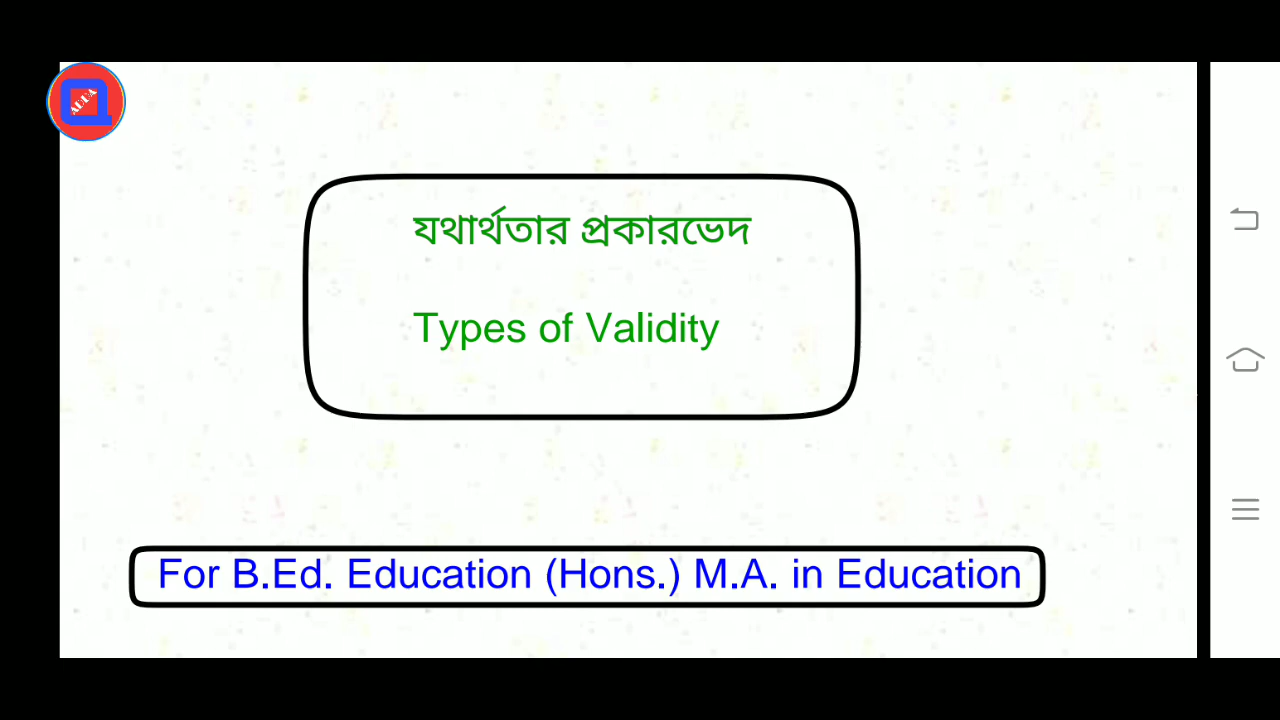 যথার্থতার প্রকারভেদ
Types of Validity
For B.Ed. Education (Hons.) M.A. in Education